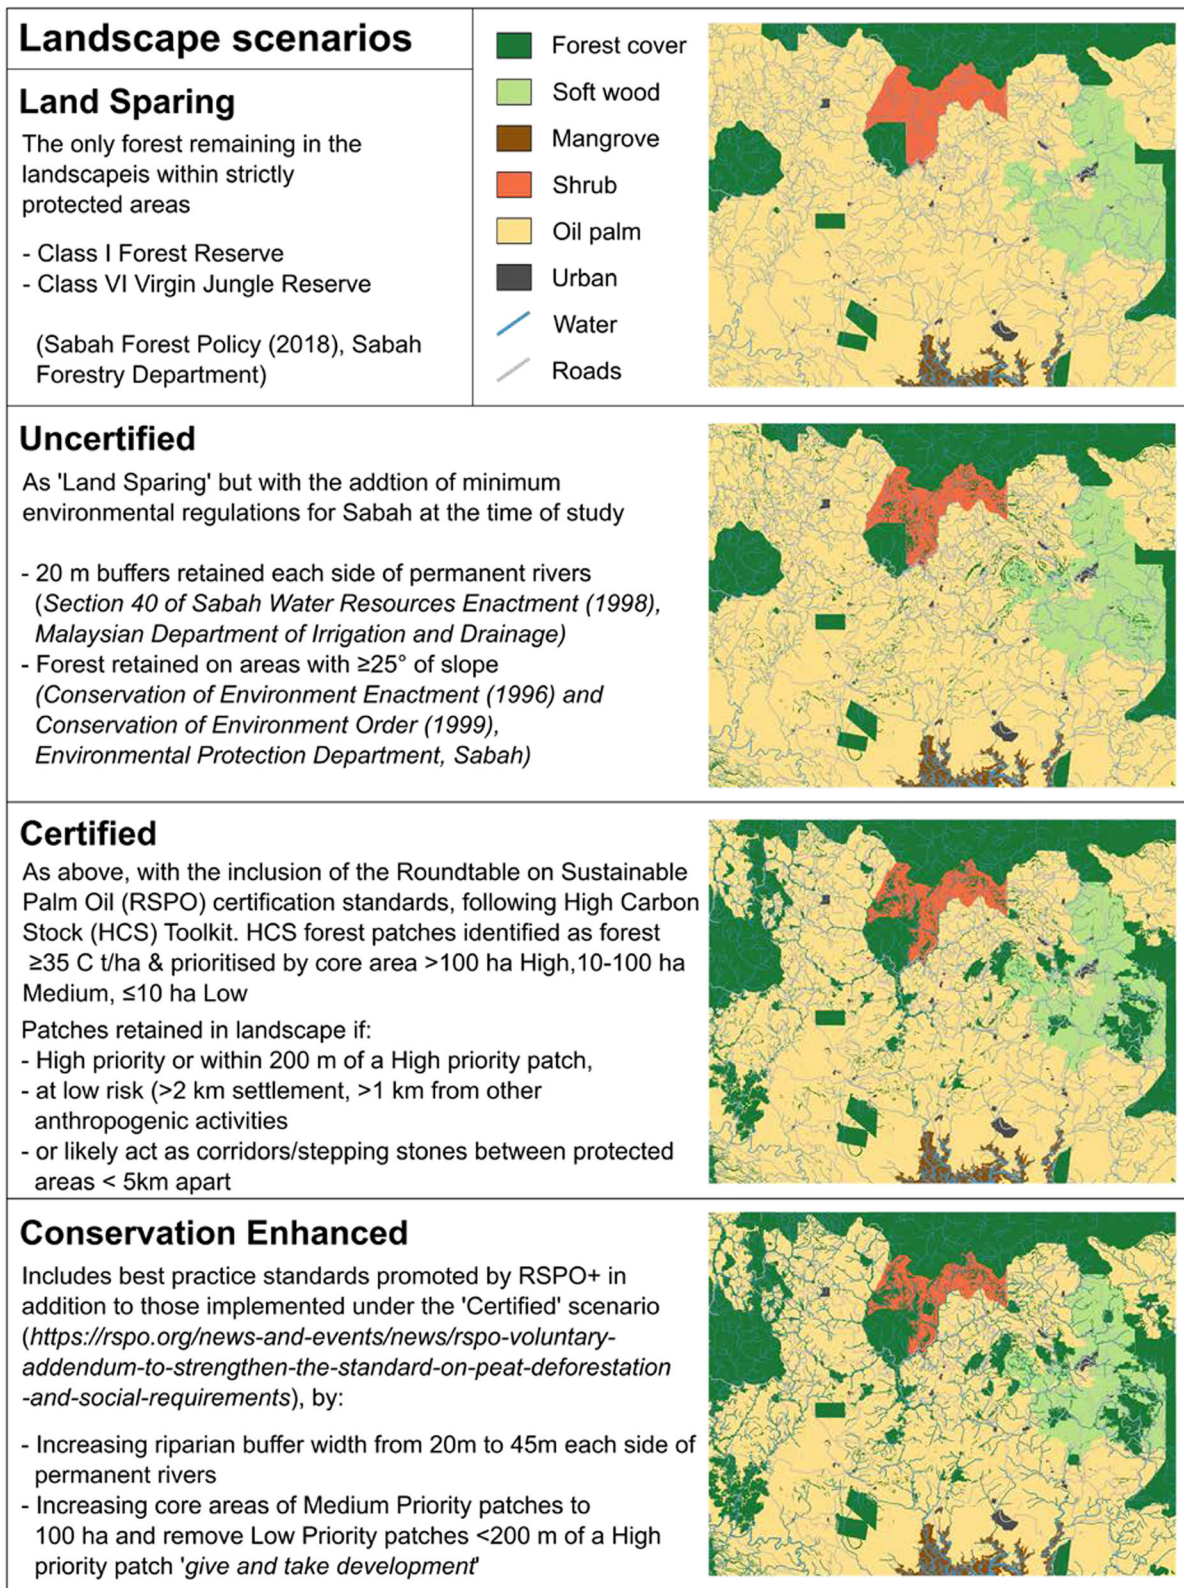 Landscape scenarios
Land Sparing
The only forest remaining in the
landscapeis within strictly
protected areas
- Class I Forest Reserve
- Class VI Virgin Jungle Reserve
(Sabah Forest Policy (2018), Sabah
Forestry Department)
Forest cover
Soft wood
Mangrove
Shrub
Oil palm
Urban
Water
Roads
Uncertified
As 'Land Sparing' but with the addtion of minimum
environmental regulations for Sabah at the time of study
- 20 m buffers retained each side of permanent rivers
(Section 40 of Sabah Water Resources Enactment (1998),
Malaysian Department of Irrigation and Drainage)
- Forest retained on areas with ≥25° of slope
(Conservation of Environment Enactment (1996) and
Conservation of Environment Order (1999),
Environmental Protection Department, Sabah)
Certified
As above, with the inclusion of the Roundtable on Sustainable
Palm Oil (RSPO) certification standards, following High Carbon
Stock (HCS) Toolkit. HCS forest patches identified as forest
≥35 C t/ha & prioritised by core area >100 ha High,10-100 ha
Medium, ≤10 ha Low
Patches retained in landscape if:
- High priority or within 200 m of a High priority patch,
- at low risk (>2 km settlement, >1 km from other
anthropogenic activities
- or likely act as corridors/stepping stones between protected
areas < 5km apart
Conservation Enhanced
Includes best practice standards promoted by RSPO+ in
addition to those implemented under the 'Certified' scenario
(https://rspo.org/news-and-events/news/rspo-voluntary-
addendum-to-strengthen-the-standard-on-peat-deforestation
-and-social-requirements), by:
- Increasing riparian buffer width from 20m to 45m each side of
permanent rivers
- Increasing core areas of Medium Priority patches to
100 ha and remove Low Priority patches <200 m of a High
priority patch 'give and take development'